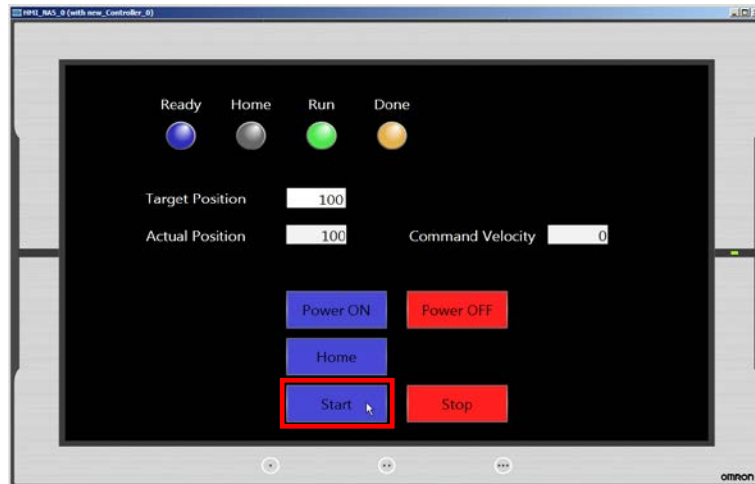 HMI_NA5_0 (with new_Controller_0)
Ready Home Run Done
Target Position 100
Actual Position 100 Command Velocity 0
Power ON Power OFF
Home
Start Stop
OMRON